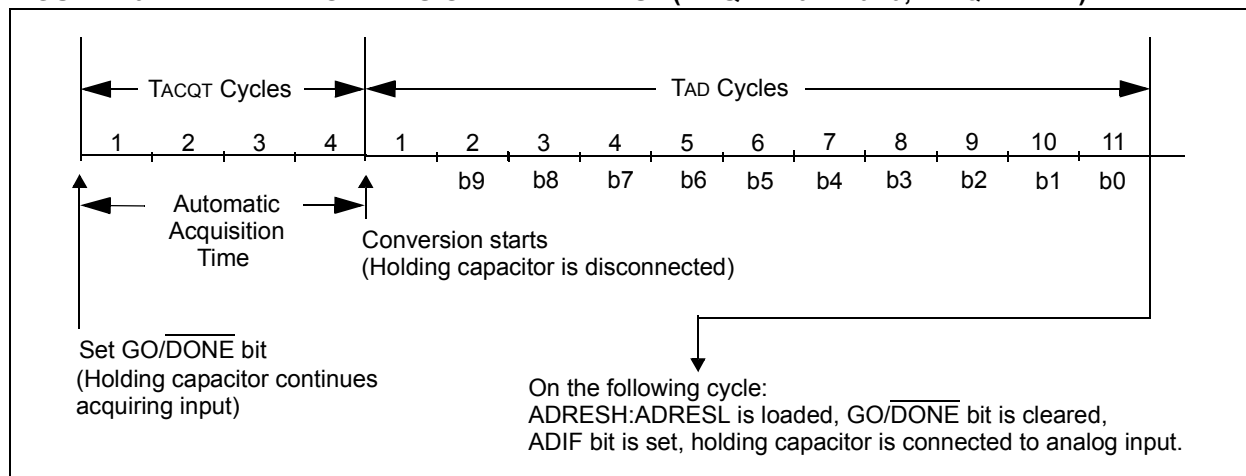 TACQT Cycles
TAD Cycles
1 2 3 4 1 2 3 4 5 6 7 8 9 10 11
b9 b8 b7 b6 b5 b4 b3 b2 b1 b0
Automatic
Acquisition
Time
Conversion starts
(Holding capacitor is disconnected)
Set GO/DONE bit
(Holding capacitor continues
acquiring input)
On the following cycle:
ADRESH:ADRESL is loaded, GO/DONE bit is cleared,
ADIF bit is set, holding capacitor is connected to analog input.